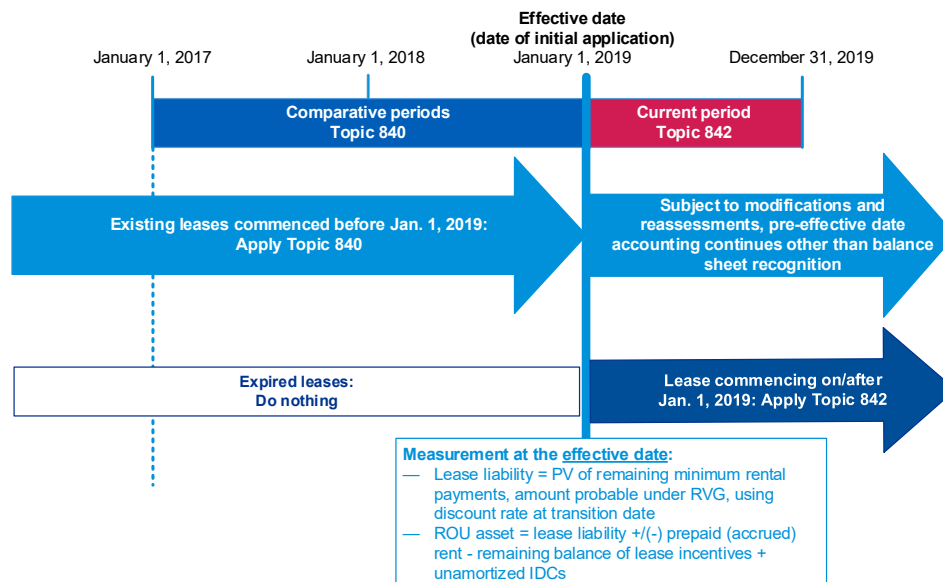 Effective date
(date of initial application)
January 1, 2017
January 1, 2018
January 1, 2019
December 31, 2019
Comparative periods
Topic 840
Current period
Topic 842
Existing leases commenced before Jan. 1, 2019:
Apply Topic 840
Subject to modifications and
reassessments, pre-effective date
accounting continues other than balance
sheet recognition
Expired leases:
Do nothing
Lease commencing on/after
Jan. 1, 2019: Apply Topic 842
Measurement at the effective date:
— Lease liability = PV of remaining minimum rental
payments, amount probable under RVG, using
discount rate at transition date
— ROU asset = lease liability +/(-) prepaid (accrued)
rent - remaining balance of lease incentives +
unamortized IDCs